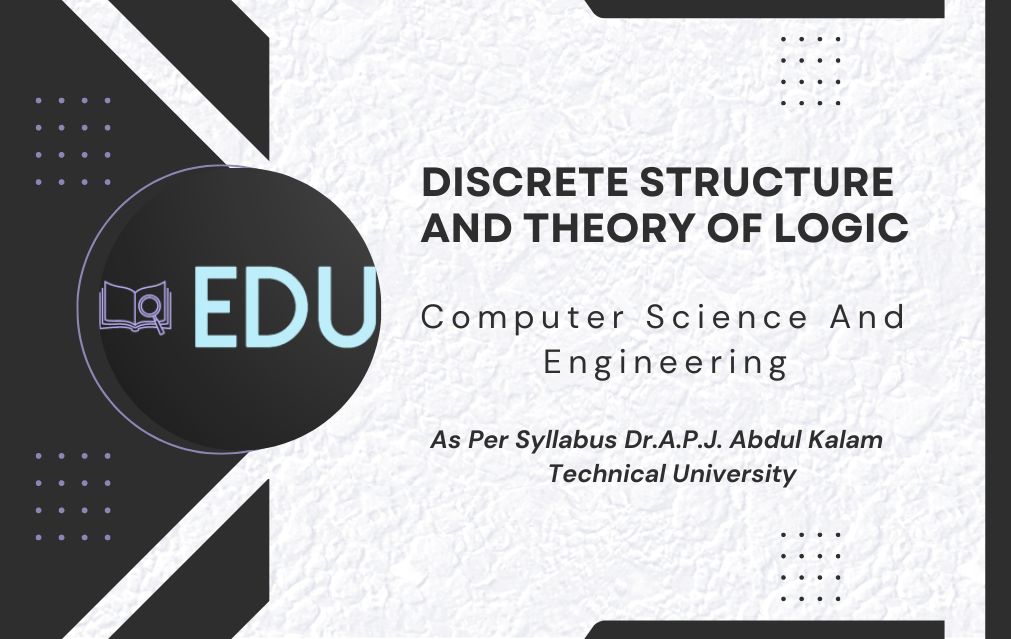 EDU
DISCRETE STRUCTURE
AND THEORY OF LOGIC
Computer Science And
Engineering
As Per Syllabus Dr.A.P.J. Abdul Kalam
Technical University